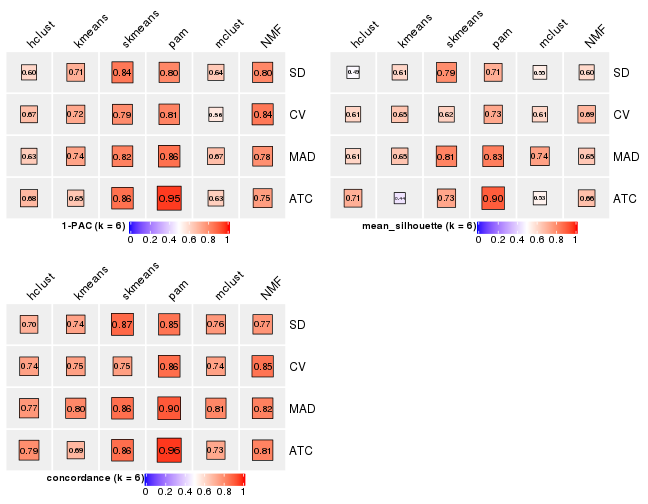 hclust kmeans skmeans pam mclust NMF
0.60 0.71 0.84 0.80 0.64 0.80 SD
0.67 0.72 0.79 0.81 0.56 0.84 CV
0.63 0.74 0.82 0.86 0.67 0.78 MAD
0.68 0.65 0.86 0.95 0.63 0.75 ATC
1-PAC (k = 6) 0 0.2 0.4 0.6 0.8 1
hclust kmeans skmeans pam mclust NMF
0.49 0.61 0.79 0.71 0.55 0.60 SD
0.61 0.65 0.62 0.73 0.61 0.69 CV
0.61 0.65 0.81 0.83 0.74 0.65 MAD
0.71 0.44 0.73 0.90 0.53 0.66 ATC
mean_silhouette (k = 6) 0 0.2 0.4 0.6 0.8 1
hclust kmeans skmeans pam mclust NMF
0.70 0.74 0.87 0.85 0.76 0.77 SD
0.74 0.75 0.75 0.86 0.74 0.85 CV
0.77 0.80 0.86 0.90 0.81 0.82 MAD
0.79 0.69 0.86 0.96 0.73 0.81 ATC
concordance (k = 6) 0 0.2 0.4 0.6 0.8 1